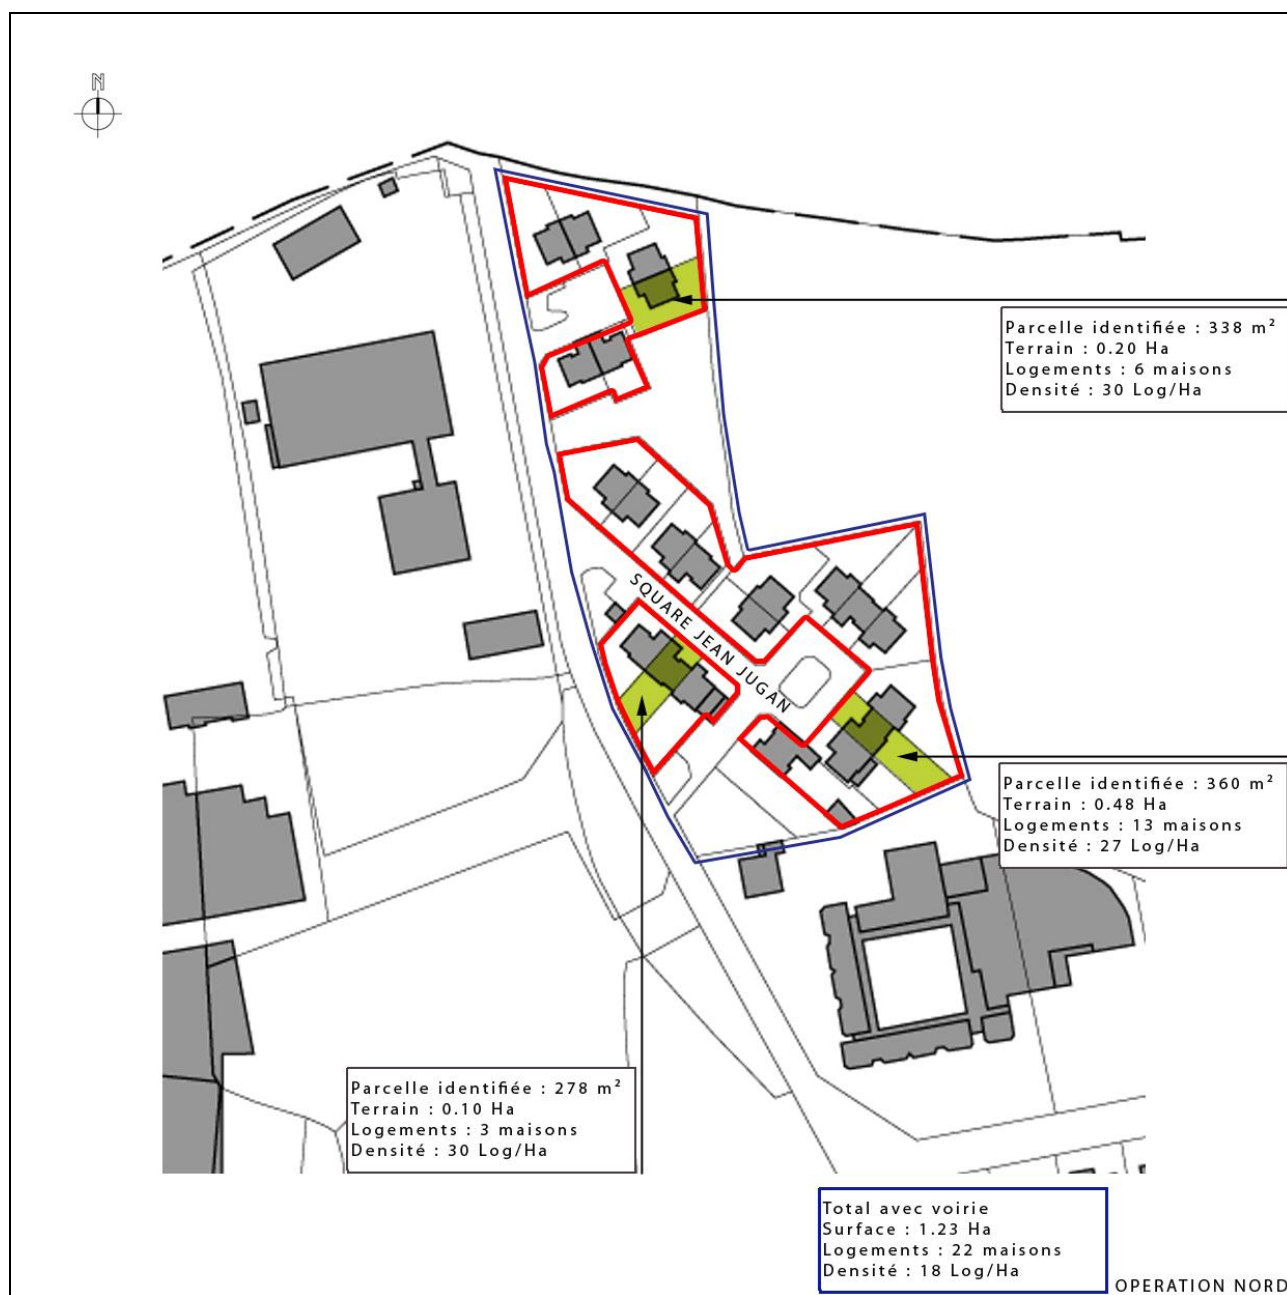 N
Parcelle identifiée : 338 m²
Terrain : 0.20 Ha
Logements : 6 maisons
Densité : 30 Log/Ha
SQUARE JEAN JUGAN
Parcelle identifiée : 360 m²
Terrain : 0.48 Ha
Logements : 13 maisons
Densité : 27 Log/Ha
Parcelle identifiée : 278 m²
Terrain : 0.10 Ha
Logements : 3 maisons
Densité : 30 Log/Ha
Total avec voirie
Surface : 1.23 Ha
Logements : 22 maisons
Densité : 18 Log/Ha
OPERATION NORD